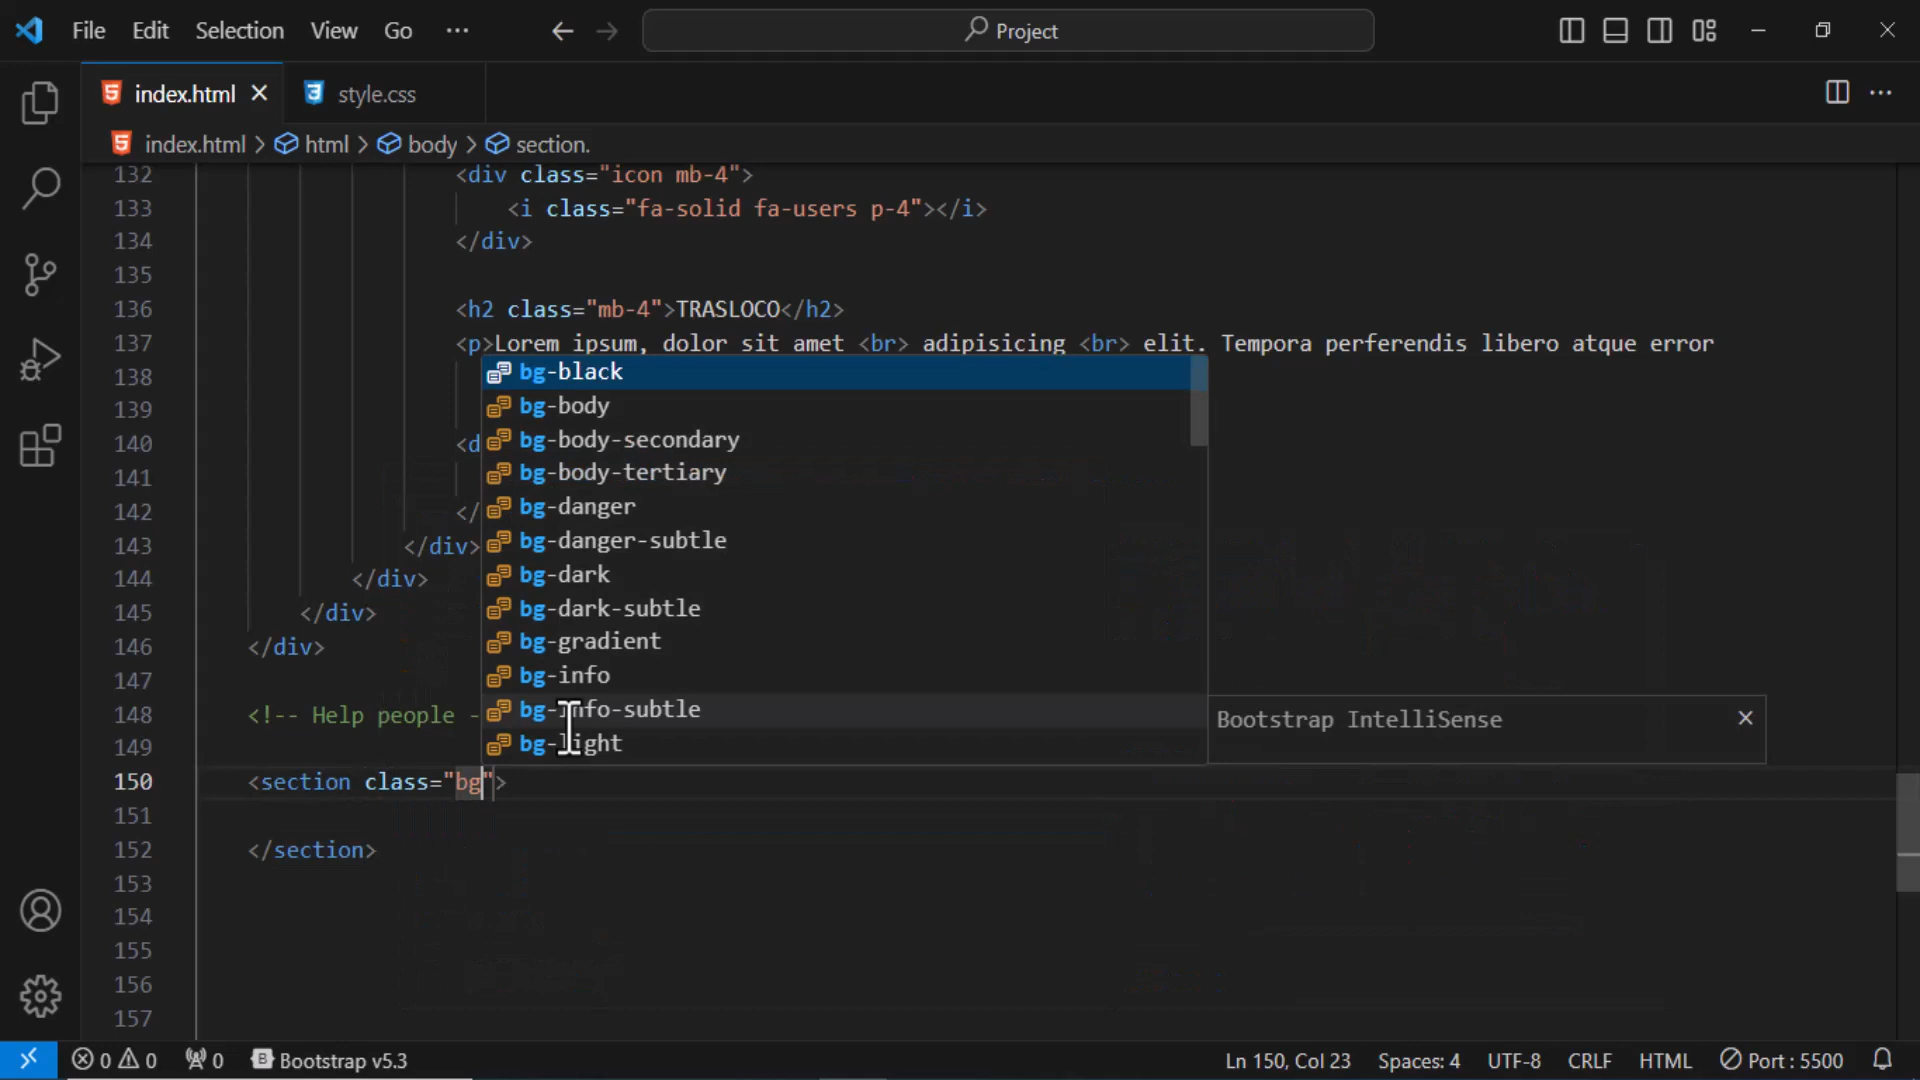 File Edit Selection View Go ··· Project
index.html style.css
index.html > html > body > section.
132 <div class="icon mb-4">
133 <i class="fa-solid fa-users p-4"></i>
134 </div>
135
136 <h2 class="mb-4">TRASLOCO</h2>
137 <p>Lorem ipsum, dolor sit amet <br> adipisicing <br> elit. Tempora perferendis libero atque error
bg-black
138
bg-body
139
bg-body-secondary
140 <d
bg-body-tertiary
141
bg-danger
142 </
bg-danger-subtle
143 </div>
bg-dark
144 </div>
bg-dark-subtle
145 </div>
bg-gradient
146 </div>
bg-info
147
bg-info-subtle
148 <!-- Help people -
Bootstrap IntelliSense
bg-light
149
150 <section class="bg">
151
152 </section>
153
154
155
156
157
0 0 0 Bootstrap v5.3 Ln 150, Col 23 Spaces: 4 UTF-8 CRLF HTML Port : 5500